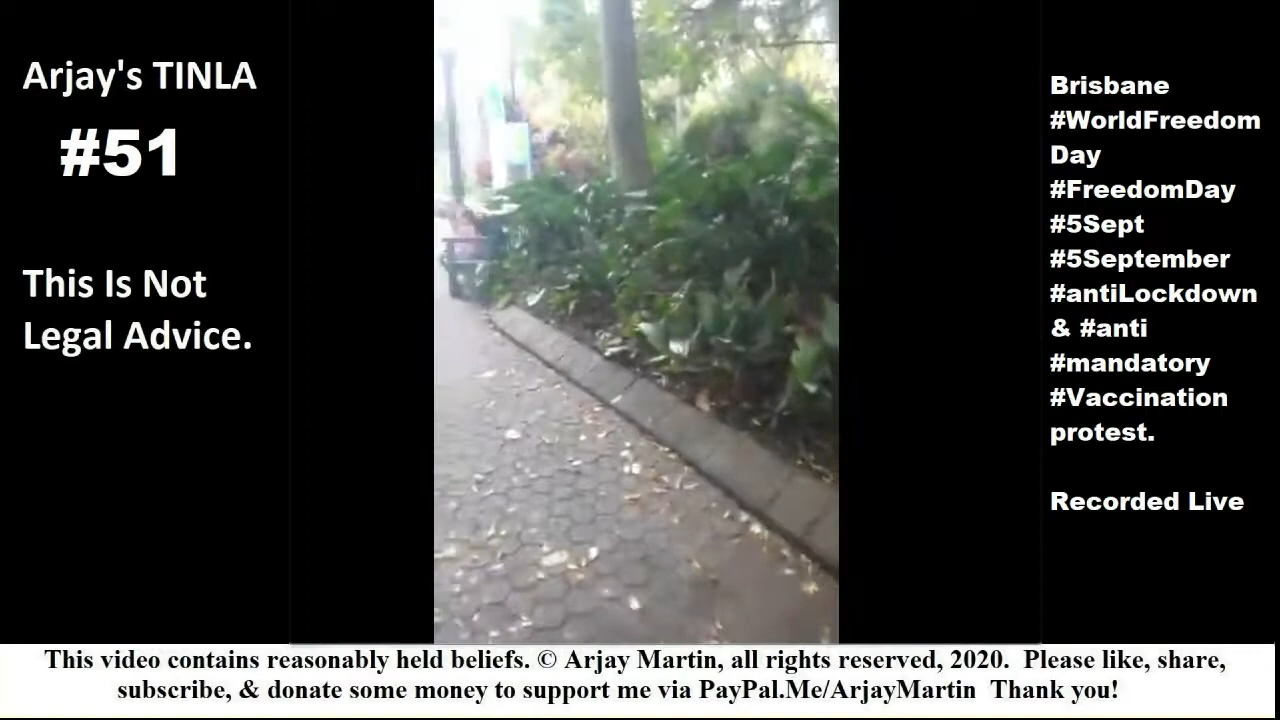 Arjay's TINLA
#51
This Is Not
Legal Advice.
Brisbane
#WorldFreedom
Day
#FreedomDay
#5Sept
#5September
#antiLockdown
& #anti
#mandatory
#Vaccination
protest.
Recorded Live
This video contains reasonably held beliefs. © Arjay Martin, all rights reserved, 2020.  Please like, share,
subscribe, & donate some money to support me via PayPal.Me/ArjayMartin  Thank you!